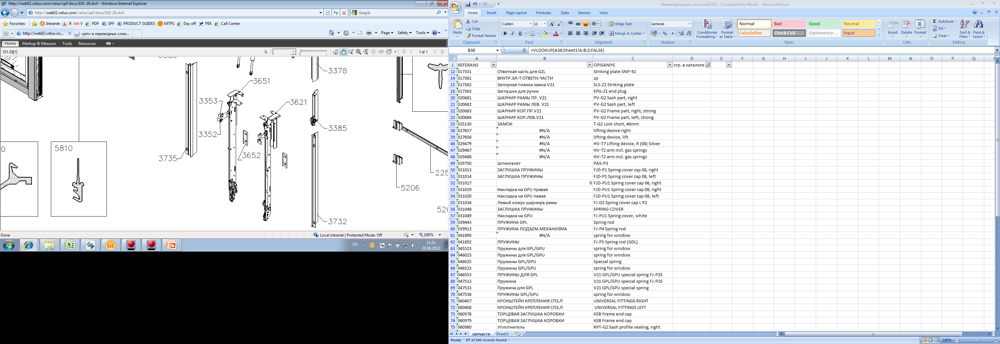 http://web02.velux.com/velux/spf/docs/101-29.dwf - Windows Internet Explorer
http://web02.velux.com/velux/spf/docs/101-29.dwf
Google
Favorites Intranet Я VELUX V PDF SPF PRODUCT GUIDES MTPS Day off PEK Call Center
http://web02.velux.co... «pin» в переводных слов... Page Safety Tools
Home Markup & Measure Tools Resources
101-29[1] 1 of 1
3378
3651
3353
3621
3352
3385
5810
3735
3652
5206
3732
Done Local intranet | Protected Mode: Off 100%
EN 11:52
29.08.2012
Инвентаризация запчастей 2012 [Compatibility Mode] - Microsoft Excel
Home Insert Page Layout Formulas Data Review View
Paste Cut Copy Format Painter
Calibri 11
Wrap Text
Merge & Center
General
Conditional Formatting Format as Table
Normal Bad Good Neutral
Calculation Check Cell Explanatory ... Input
Insert Delete Format
AutoSum Fill Clear
Sort & Filter Find & Select
Clipboard Font Alignment Number Styles Cells Editing
B38 =VLOOKUP(A38;Sheet1!A:B;2;FALSE)
A B C D E F G H I J K L M N O P Q
1 REFERANS OPISANIYE стр. в каталоге
12 017331 Ответная часть для GZL Striking plate SNP-92
14 017361 ВНУТР.ЭЛ-Т ОТВЕТН.ЧАСТИ zp
15 017362 Запорная планка замка V21 SLS-Z1 Striking plate
16 017363 Заглушки для ручки EPG-Z1 end plug
20 020681 ШАРНИР РАМЫ ПР. V21 PV-G2 Sash part, right
21 020682 ШАРНИР РАМЫ ЛЕВ. V21 PV-G2 Sash part, left
22 020683 ШАРНИР КОР.ПР.V21 PV-G2 Frame part, right, strong
23 020684 ШАРНИР КОР.ЛЕВ.V21 PV-G2 Frame part, left, strong
35 025130 ЗАМОК T-G2 Lock short, 46mm
38 027657 #N/A lifting device right
39 027658 #N/A lifting device, lift
46 029479 #N/A HV-T7 Lifting device, R (08) Silver
47 029487 #N/A HV-T2 arm incl. gas springs
48 029488 #N/A HV-T2 arm incl. gas springs
49 029750 Шпингалет PAS-P3
50 031013 ЗАГЛУШКА ПРУЖИНЫ FJD-P1 Spring cover cap 08, right
51 031014 ЗАГЛУШКА ПРУЖИНЫ FJD-P1 Spring cover cap 08, left
52 031017 0 FJD-PU1 Spring cover cap 06, right
53 031019 Накладка на GPU правая FJD-PU1 Spring cover cap 08, right
54 031020 Накладка на GPU левая FJD-PU1 Spring cover cap 08, left
55 031034 Левый кожух шарнира рамы FJ-D2 Spring cover cap L P2
56 031048 ЗАГЛУШКА ПРУЖИНЫ SPRING COVER
57 031049 Накладка на GPU FJ-PU1 Spring cover, white
59 039443 ПРУЖИНА GPL Spring rod
60 039913 ПРУЖИНА ПОДЪЕМ.МЕХАНИЗМА FJ-P4 Spring rod
61 041890 #N/A spring for window
62 041892 ПРУЖИНЫ FJ-P5 Spring rod (GDL)
63 045523 Пружины для GPL/GPU spring for window
64 046023 Пружины для GPL/GPU spring for window
65 046025 Пружины GPL/GPU Special spring
66 046523 Пружины GPL/GPU spring for window
67 046553 ПРУЖИНЫ ДЛЯ GPL V21 GPL/GPU special spring FJ-P2S
68 047513 Пружина V21 GPL/GPU special spring FJ-P2S
69 047533 Пружина для GPL V21 GPL/GPU special spring
70 047538 ПРУЖИНЫ GPL/GPU spring for window
71 060407 КРОНШТЕЙН КРЕПЛЕНИЯ СПЗ,П UNIVERSAL FITTINGS RIGHT
72 060408 КРОНШТЕЙН КРЕПЛЕНИЯ СПЗ,Л UNIVERSAL FITTINGS LEFT
73 060978 ТОРЦЕВАЯ ЗАГЛУШКА КОРОБКИ KEB Frame end cap
74 060979 ТОРЦЕВАЯ ЗАГЛУШКА КОРОБКИ KEB Frame end cap
75 060980 Уплотнитель RPT-G2 Sash profile sealing, right
запчасти Sheet1
Ready 97 of 340 records found 100%